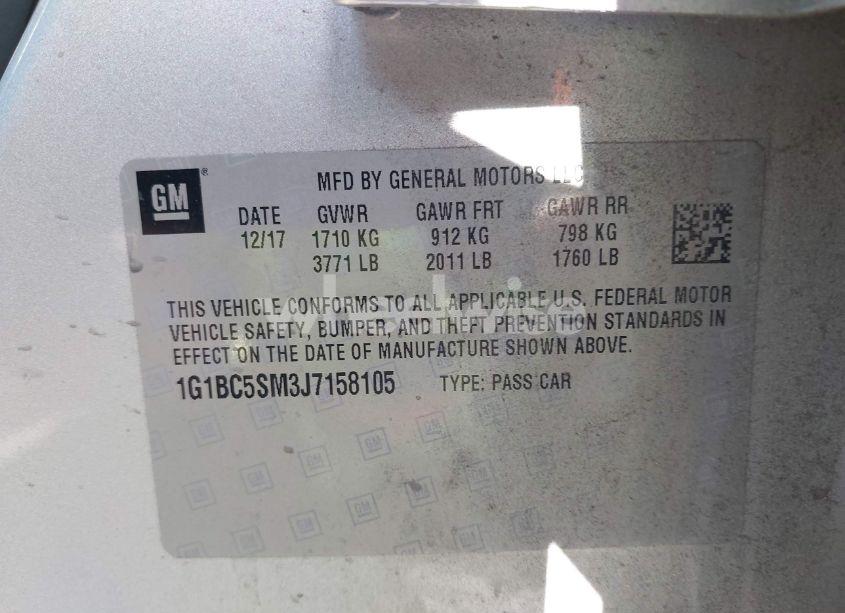 GM
MFD BY GENERAL MOTORS LLC
DATE GVWR GAWR FRT GAWR RR
12/17 1710 KG 912 KG 798 KG
3771 LB 2011 LB 1760 LB
THIS VEHICLE CONFORMS TO ALL APPLICABLE U.S. FEDERAL MOTOR
VEHICLE SAFETY, BUMPER, AND THEFT PREVENTION STANDARDS IN
EFFECT ON THE DATE OF MANUFACTURE SHOWN ABOVE.
1G1BC5SM3J7158105 TYPE: PASS CAR